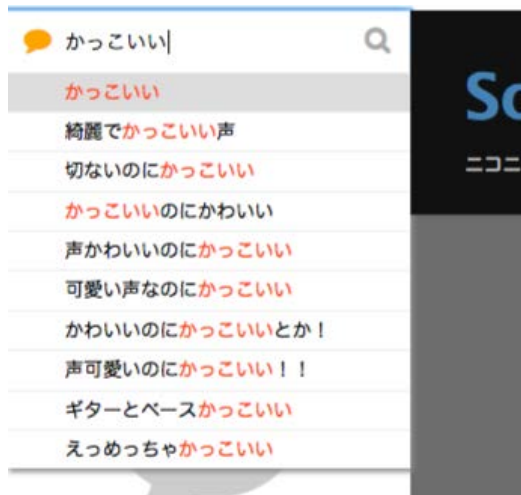 かっこいい
かっこいい
綺麗でかっこいい声
切ないのにかっこいい
かっこいいのにかわいい
声かわいいのにかっこいい
可愛い声なのにかっこいい
かわいいのにかっこいいとか！
声可愛いのにかっこいい！！
ギターとベースかっこいい
えっめっちゃかっこいい
So
ニコニ